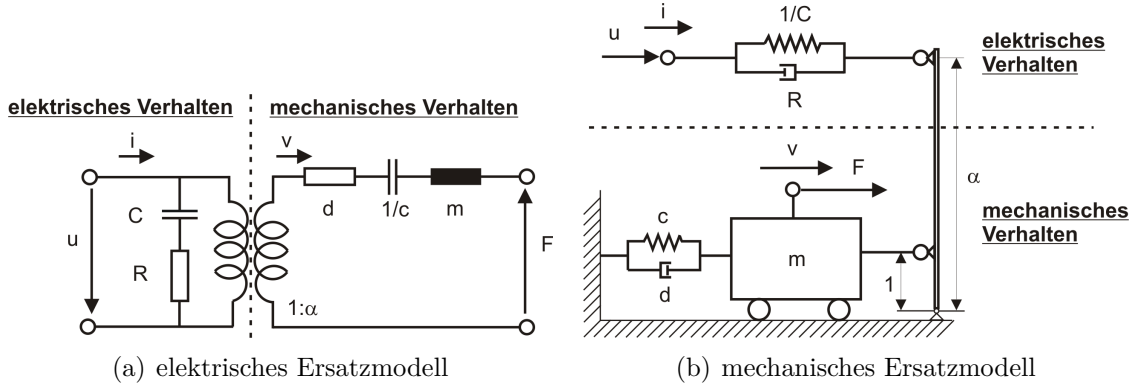 elektrisches Verhalten
mechanisches Verhalten
i
v
C
R
u
d
1/c
m
F
1:α
(a) elektrisches Ersatzmodell
i
u
1/C
R
elektrisches
Verhalten
v
F
α
c
d
m
1
mechanisches
Verhalten
(b) mechanisches Ersatzmodell